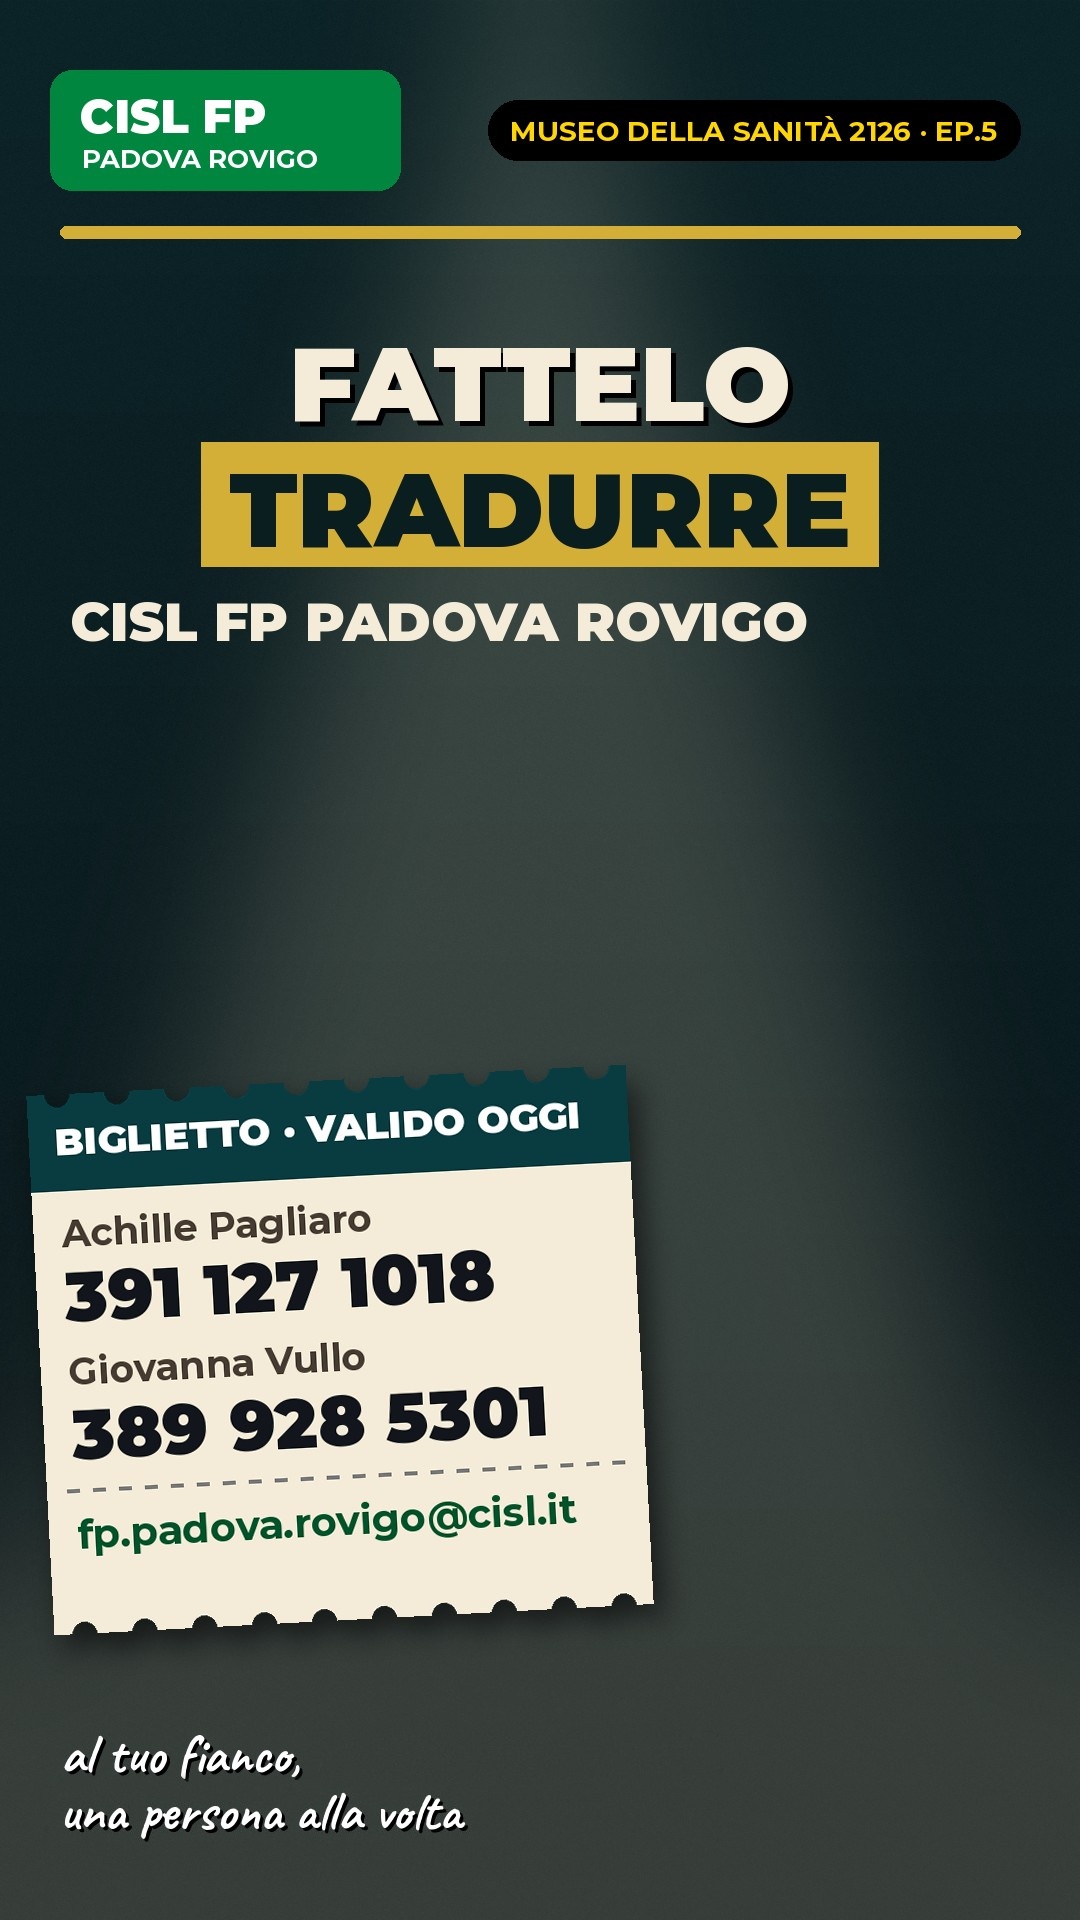 CISL FP
PADOVA ROVIGO
MUSEO DELLA SANITÀ 2126 · EP.5
FATTELO
TRADURRE
CISL FP PADOVA ROVIGO
BIGLIETTO · VALIDO OGGI
Achille Pagliaro
391 127 1018
Giovanna Vullo
389 928 5301
fp.padova.rovigo@cisl.it
al tuo fianco,
una persona alla volta